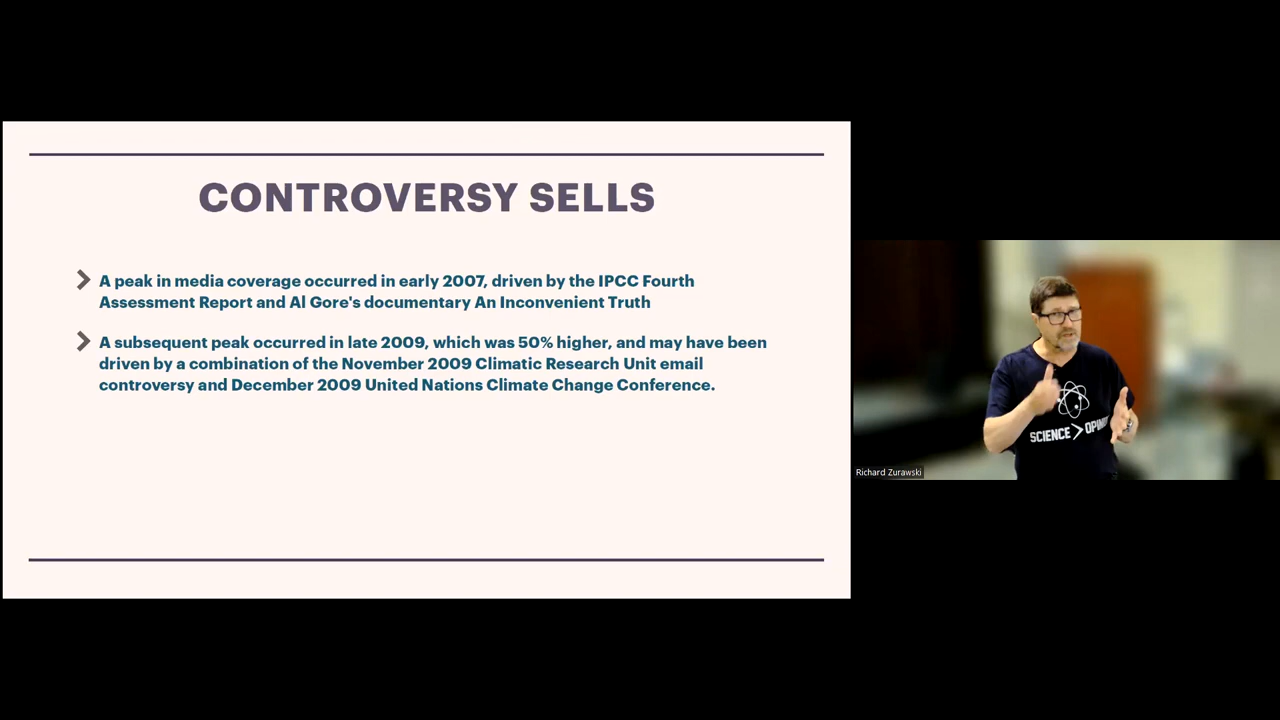 CONTROVERSY SELLS
A peak in media coverage occurred in early 2007, driven by the IPCC Fourth
Assessment Report and Al Gore's documentary An Inconvenient Truth
A subsequent peak occurred in late 2009, which was 50% higher, and may have been
driven by a combination of the November 2009 Climatic Research Unit email
controversy and December 2009 United Nations Climate Change Conference.
SCIENCE > OPINI
Richard Zurawski